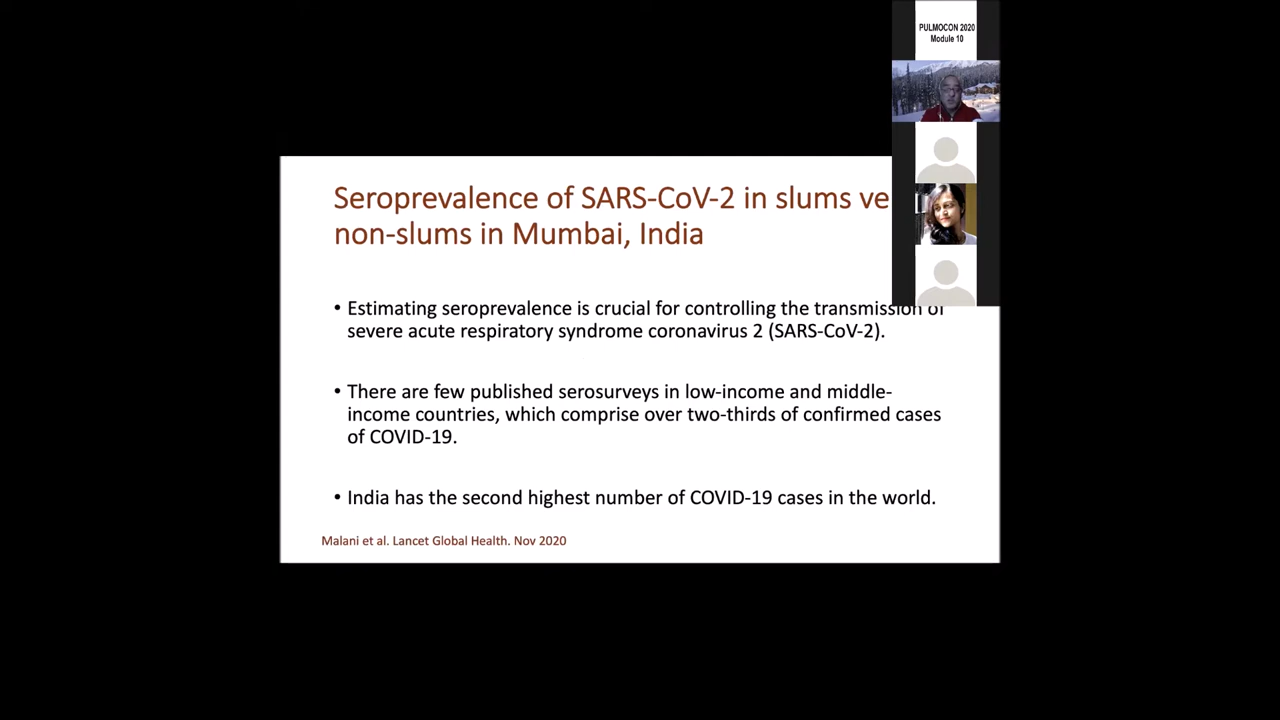 PULMOCON 2020
Module 10
Seroprevalence of SARS-CoV-2 in slums ve
non-slums in Mumbai, India
• Estimating seroprevalence is crucial for controlling the transmission of
severe acute respiratory syndrome coronavirus 2 (SARS-CoV-2).
• There are few published serosurveys in low-income and middle-
income countries, which comprise over two-thirds of confirmed cases
of COVID-19.
• India has the second highest number of COVID-19 cases in the world.
Malani et al. Lancet Global Health. Nov 2020